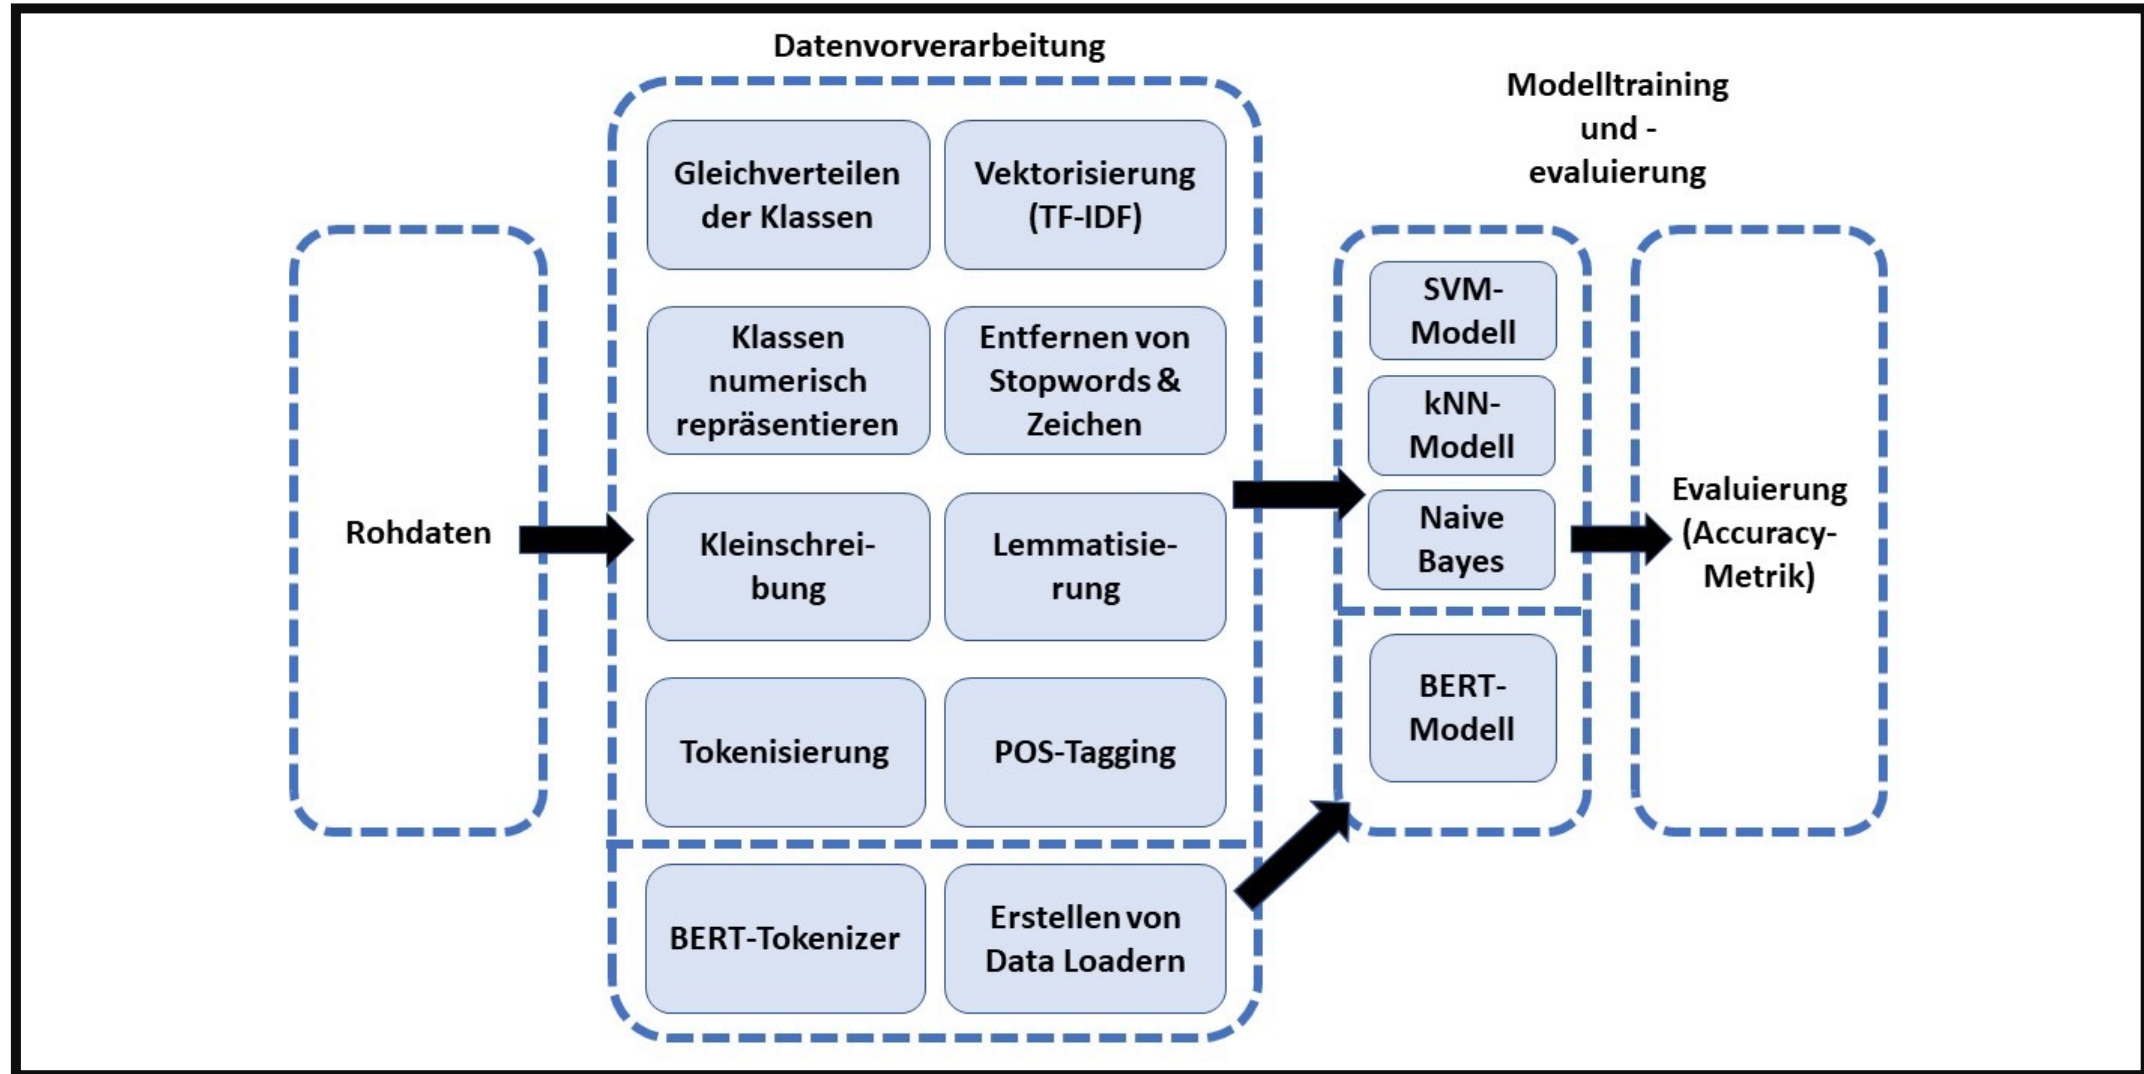 Datenvorverarbeitung
Modelltraining
und -
evaluierung
Rohdaten
Gleichverteilen
der Klassen
Vektorisierung
(TF-IDF)
Klassen
numerisch
repräsentieren
Entfernen von
Stopwords &
Zeichen
Kleinschrei-
bung
Lemmatisie-
rung
Tokenisierung
POS-Tagging
BERT-Tokenizer
Erstellen von
Data Loadern
SVM-
Modell
kNN-
Modell
Naive
Bayes
BERT-
Modell
Evaluierung
(Accuracy-
Metrik)